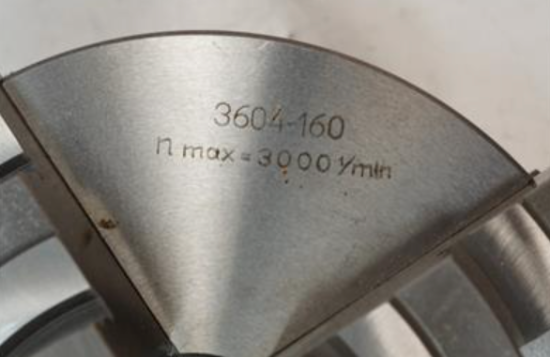 3604-160
n max = 3000 1/min